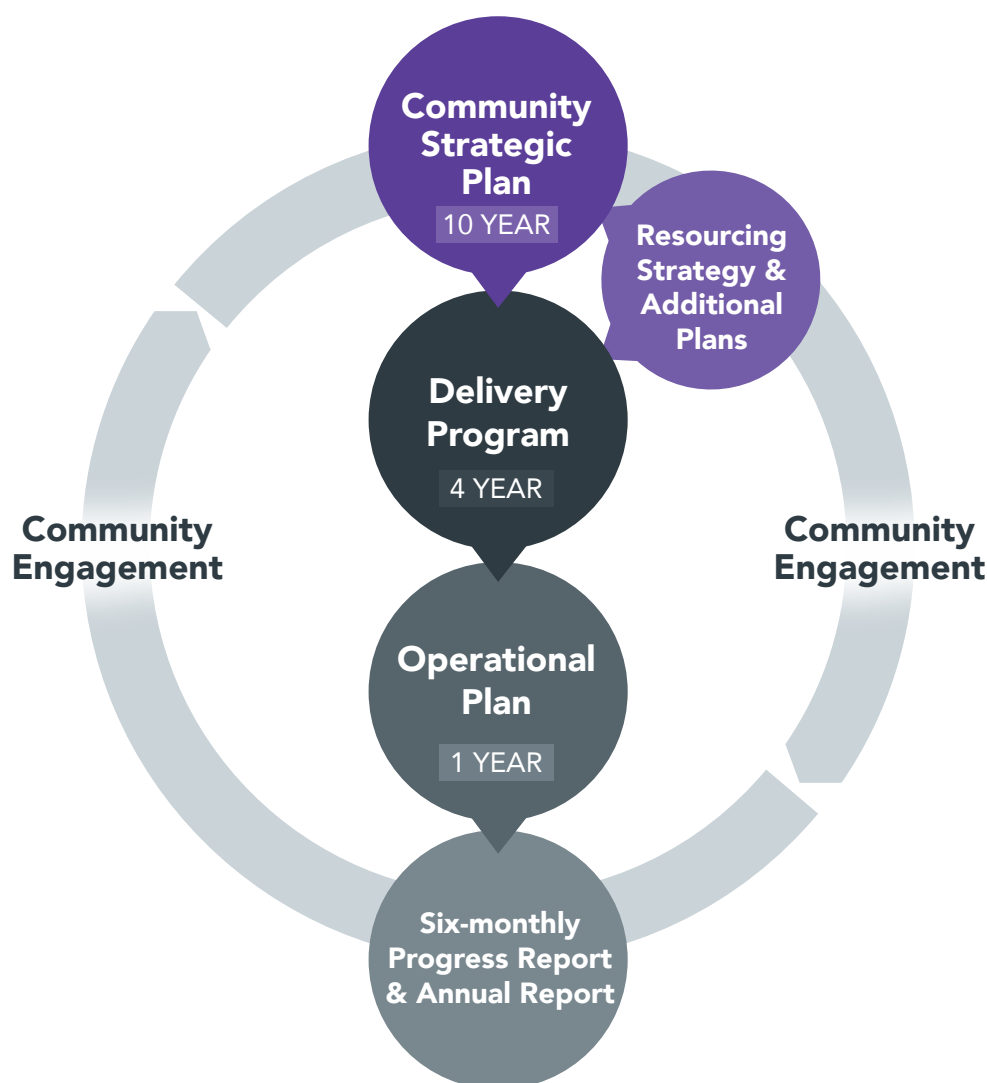 Community
Strategic
Plan
10 YEAR
Resourcing
Strategy &
Additional
Plans
Delivery
Program
4 YEAR
Community
Engagement
Community
Engagement
Operational
Plan
1 YEAR
Six-monthly
Progress Report
& Annual Report